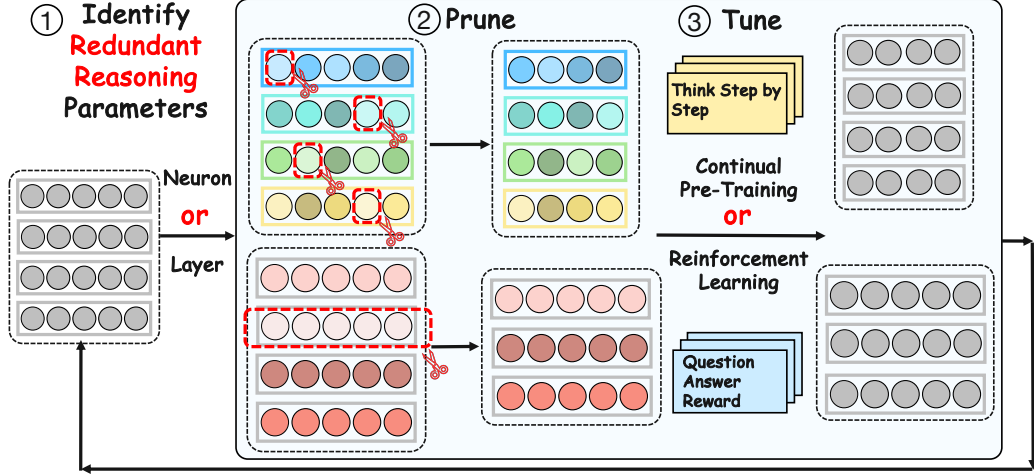 ① Identify
Redundant
Reasoning
Parameters
Neuron
or
Layer
② Prune
③ Tune
Think Step by
Step
Continual
Pre-Training
or
Reinforcement
Learning
Question
Answer
Reward